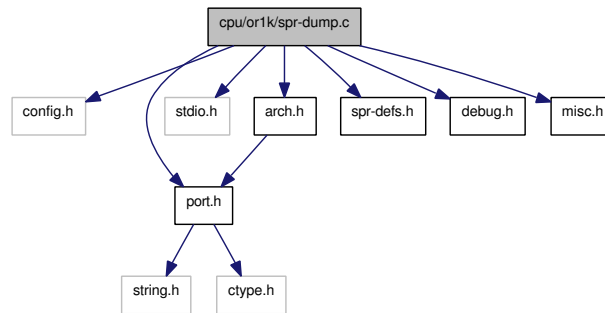 cpu/or1k/spr-dump.c
config.h
stdio.h
arch.h
spr-defs.h
debug.h
misc.h
port.h
string.h
ctype.h